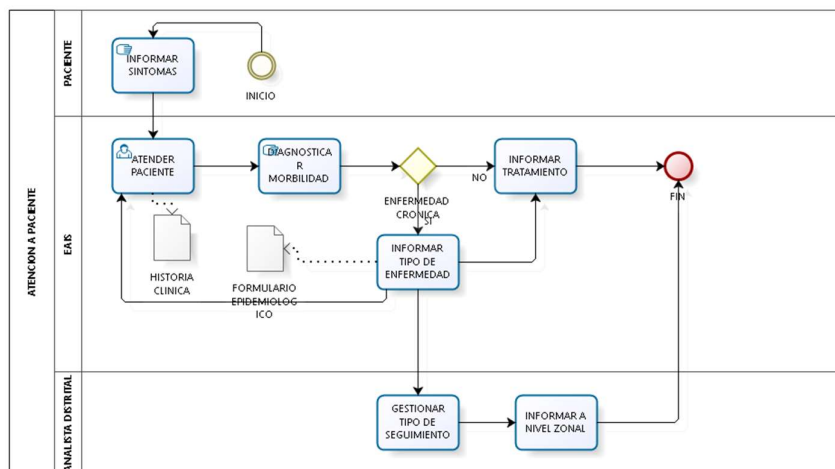 ATENCION A PACIENTE
PACIENTE
INFORMAR
SINTOMAS
INICIO
EAIS
ATENDER
PACIENTE
DIAGNOSTICA
R
MORBILIDAD
ENFERMEDAD
CRONICA
NO
SI
INFORMAR
TRATAMIENTO
FIN
HISTORIA
CLINICA
FORMULARIO
EPIDEMIOLOG
ICO
INFORMAR
TIPO DE
ENFERMEDAD
ANALISTA DISTRITAL
GESTIONAR
TIPO DE
SEGUIMIENTO
INFORMAR A
NIVEL ZONAL